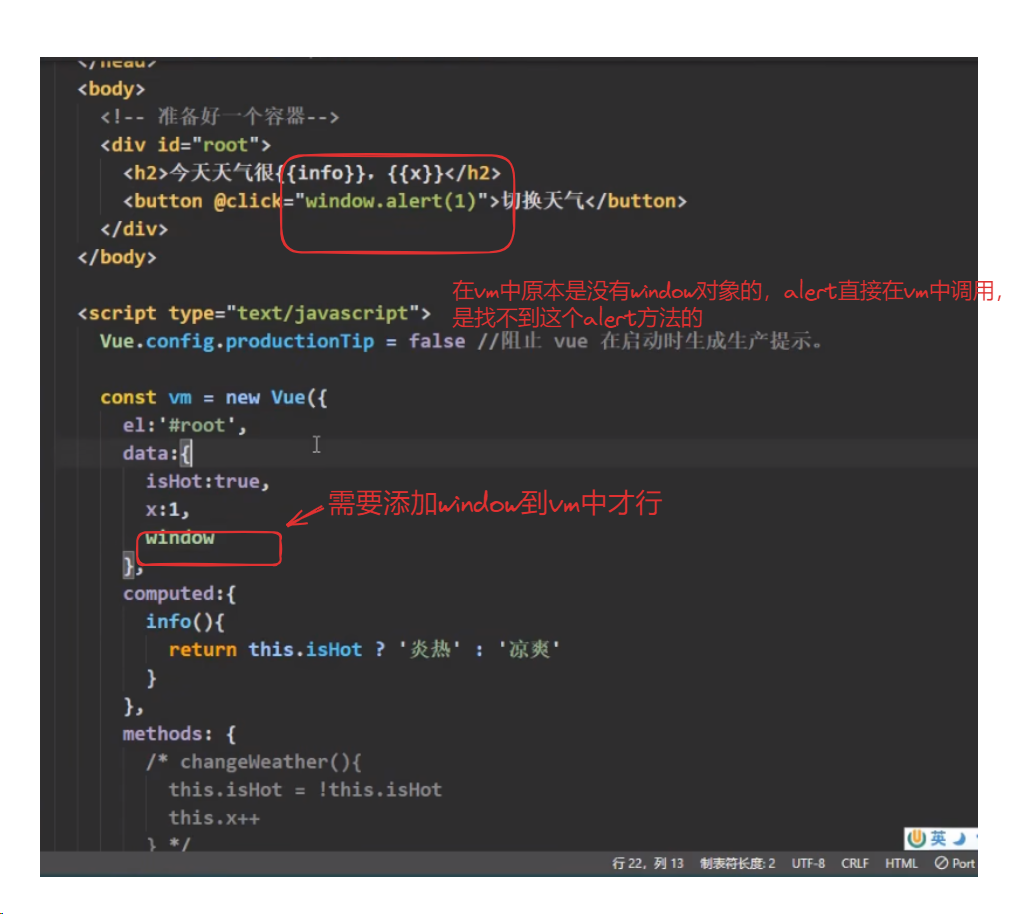 </head>
<body>
<!-- 准备好一个容器-->
<div id="root">
<h2>今天天气很{{info}}，{{x}}</h2>
<button @click="window.alert(1)">切换天气</button>
</div>
</body>
在vm中原本是没有window对象的，alert直接在vm中调用，
是找不到这个alert方法的
<script type="text/javascript">
Vue.config.productionTip = false //阻止 vue 在启动时生成生产提示。
const vm = new Vue({
el:'#root',
data:{
isHot:true,
需要添加window到vm中才行
x:1,
window
},
computed:{
info(){
return this.isHot ? '炎热' : '凉爽'
}
},
methods: {
/* changeWeather(){
this.isHot = !this.isHot
this.x++
} */
英
行 22，列 13 制表符长度: 2 UTF-8 CRLF HTML Port